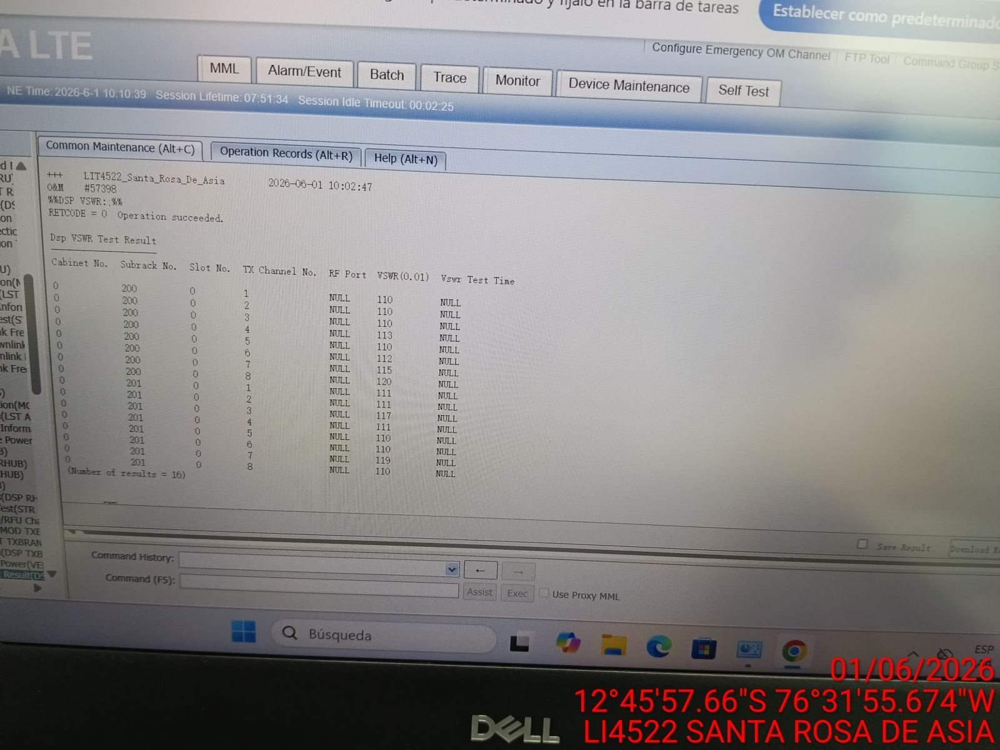 y fíjalo en la barra de tareas
Establecer como predeterminado
A LTE
Configure Emergency OM Channel | FTP Tool | Command Group
MML Alarm/Event Batch Trace Monitor Device Maintenance Self Test
NE Time: 2026-6-1 10:10:39 Session Lifetime: 07:51:34 Session Idle Timeout: 00:02:25
Common Maintenance (Alt+C) Operation Records (Alt+R) Help (Alt+N)
+++ LIT4522_Santa_Rosa_De_Asia 2026-06-01 10:02:47
O&M #57398
%%DSP VSWR:;%%
RETCODE = 0 Operation succeeded.
Dsp VSWR Test Result
Cabinet No. Subrack No. Slot No. TX Channel No. RF Port VSWR(0.01) Vswr Test Time
0 200 0 1 NULL 110 NULL
0 200 0 2 NULL 110 NULL
0 200 0 3 NULL 110 NULL
0 200 0 4 NULL 113 NULL
0 200 0 5 NULL 110 NULL
0 200 0 6 NULL 112 NULL
0 200 0 7 NULL 115 NULL
0 200 0 8 NULL 120 NULL
0 201 0 1 NULL 111 NULL
0 201 0 2 NULL 111 NULL
0 201 0 3 NULL 117 NULL
0 201 0 4 NULL 111 NULL
0 201 0 5 NULL 110 NULL
0 201 0 6 NULL 110 NULL
0 201 0 7 NULL 119 NULL
0 201 0 8 NULL 110 NULL
(Number of results = 16)
Save Result Download
Command History: ← →
Command (F5): Assist Exec Use Proxy MML
Búsqueda
ESP
DELL
01/06/2026
12°45'57.66"S 76°31'55.674"W
LI4522 SANTA ROSA DE ASIA